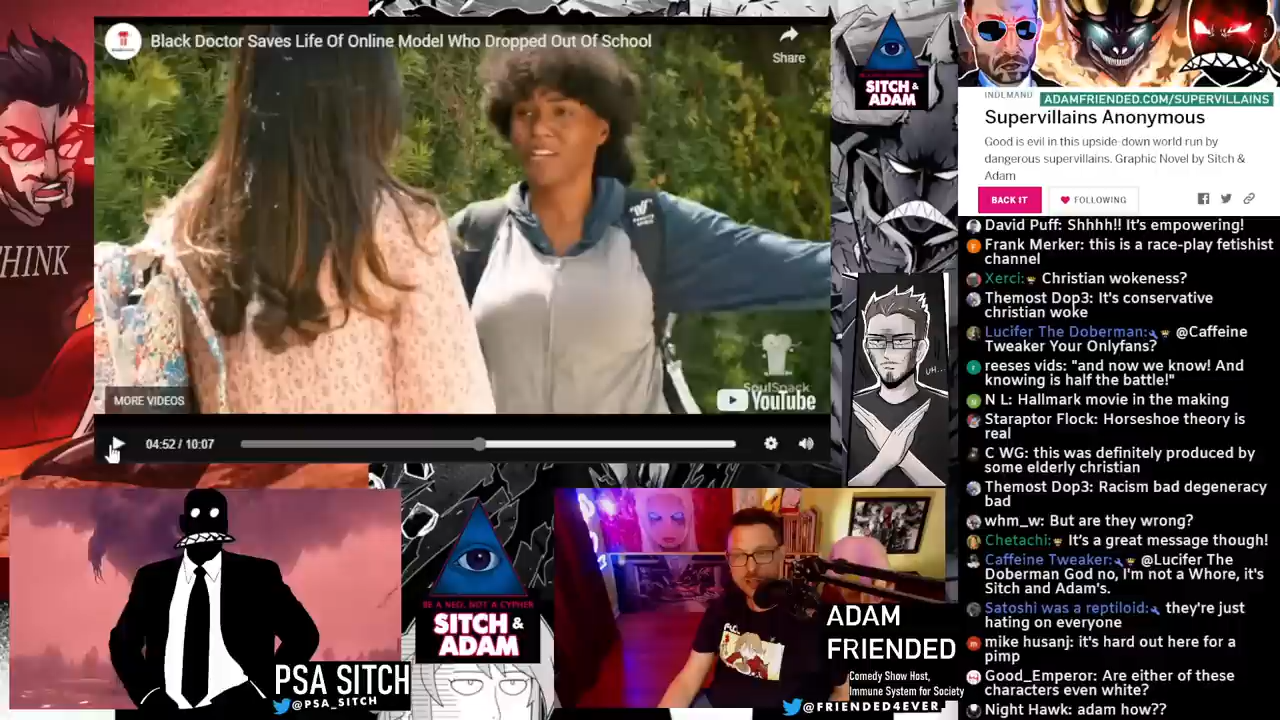 THINK
Black Doctor Saves Life Of Online Model Who Dropped Out Of School
Share
SoulSnack
MORE VIDEOS
YouTube
04:52 / 10:07
SITCH &
ADAM
UH..
PSA SITCH
@PSA_SITCH
BE A NEO, NOT A CYPHER
SITCH &
ADAM
ADAM
FRIENDED
Comedy Show Host,
Immune System for Society
@FRIENDED4EVER
INDEMAND
ADAMFRIENDED.COM/SUPERVILLAINS
Supervillains Anonymous
Good is evil in this upside-down world run by
dangerous supervillains. Graphic Novel by Sitch &
Adam
BACK IT
FOLLOWING
David Puff: Shhhh!! It's empowering!
Frank Merker: this is a race-play fetishist
channel
Xerci: Christian wokeness?
Themost Dop3: It's conservative
christian woke
Lucifer The Doberman: @Caffeine
Tweaker Your Onlyfans?
reeses vids: "and now we know! And
knowing is half the battle!"
N L: Hallmark movie in the making
Staraptor Flock: Horseshoe theory is
real
C WG: this was definitely produced by
some elderly christian
Themost Dop3: Racism bad degeneracy
bad
whm_w: But are they wrong?
Chetachi: It's a great message though!
Caffeine Tweaker: @Lucifer The
Doberman God no, I'm not a Whore, it's
Sitch and Adam's.
Satoshi was a reptiloid: they're just
hating on everyone
mike husanj: it's hard out here for a
pimp
Good_Emperor: Are either of these
characters even white?
Night Hawk: adam how??